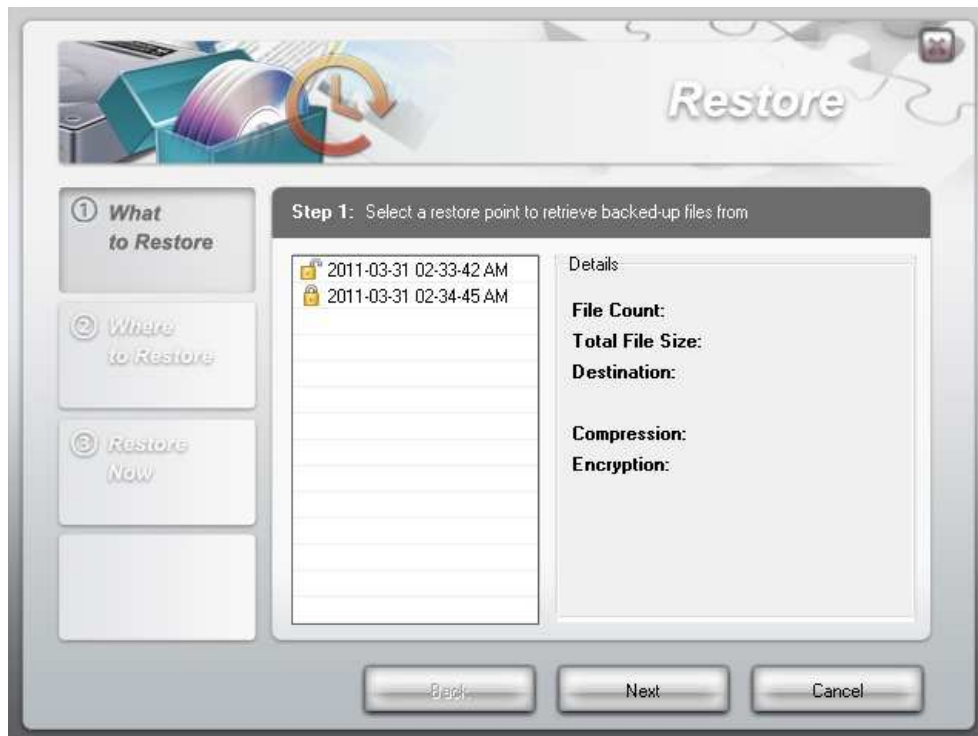 Restore
① What
to Restore
② Where
to Restore
③ Restore
Now
Step 1: Select a restore point to retrieve backed-up files from
2011-03-31 02-33-42 AM
2011-03-31 02-34-45 AM
Details
File Count:
Total File Size:
Destination:
Compression:
Encryption:
Back
Next
Cancel